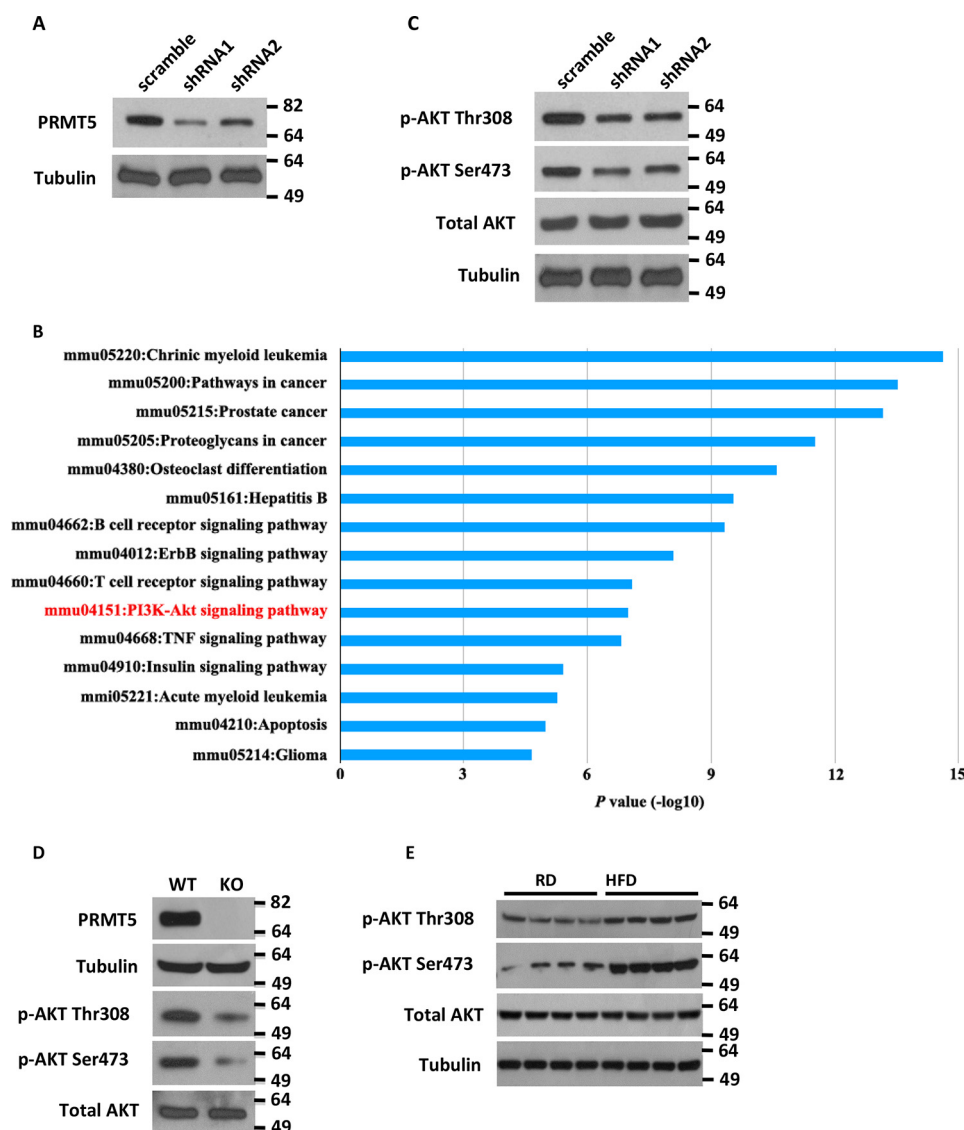 A
scramble
shRNA1
shRNA2
PRMT5
82
64
Tubulin
64
49
C
scramble
shRNA1
shRNA2
p-AKT Thr308
64
49
p-AKT Ser473
64
49
Total AKT
64
49
Tubulin
64
49
B
mmu05220:Chrinic myeloid leukemia
mmu05200:Pathways in cancer
mmu05215:Prostate cancer
mmu05205:Proteoglycans in cancer
mmu04380:Osteoclast differentiation
mmu05161:Hepatitis B
mmu04662:B cell receptor signaling pathway
mmu04012:ErbB signaling pathway
mmu04660:T cell receptor signaling pathway
mmu04151:PI3K-Akt signaling pathway
mmu04668:TNF signaling pathway
mmu04910:Insulin signaling pathway
mmi05221:Acute myeloid leukemia
mmu04210:Apoptosis
mmu05214:Glioma
0 3 6 9 12 15
P value (-log10)
D
WT KO
PRMT5
82
64
Tubulin
64
49
p-AKT Thr308
64
49
p-AKT Ser473
64
49
Total AKT
64
49
E
RD HFD
p-AKT Thr308
64
49
p-AKT Ser473
64
49
Total AKT
64
49
Tubulin
64
49